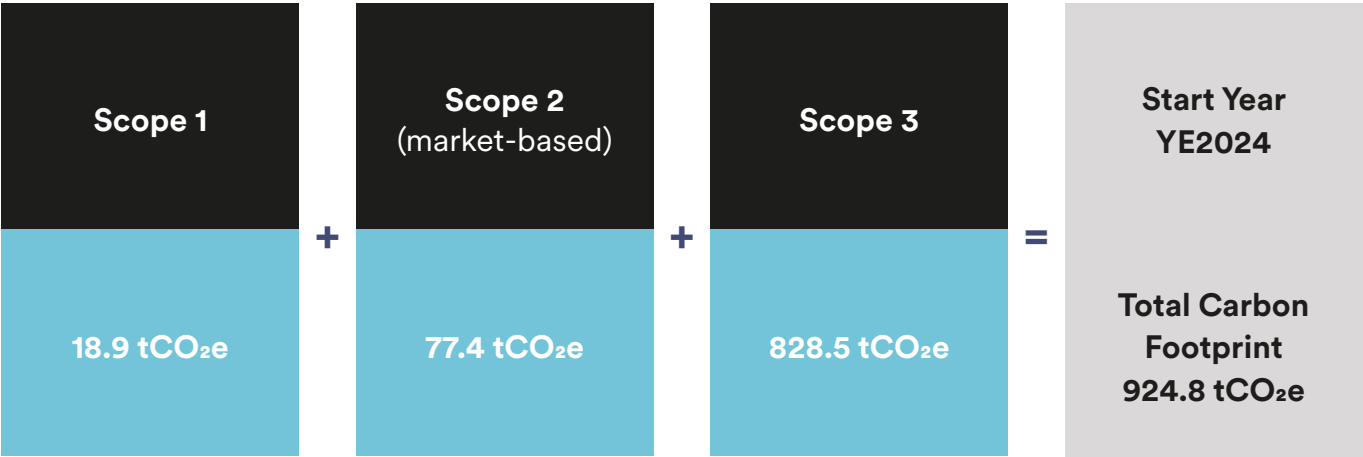 Scope 1
18.9 tCO₂e
+
Scope 2
(market-based)
77.4 tCO₂e
+
Scope 3
828.5 tCO₂e
=
Start Year
YE2024
Total Carbon
Footprint
924.8 tCO₂e